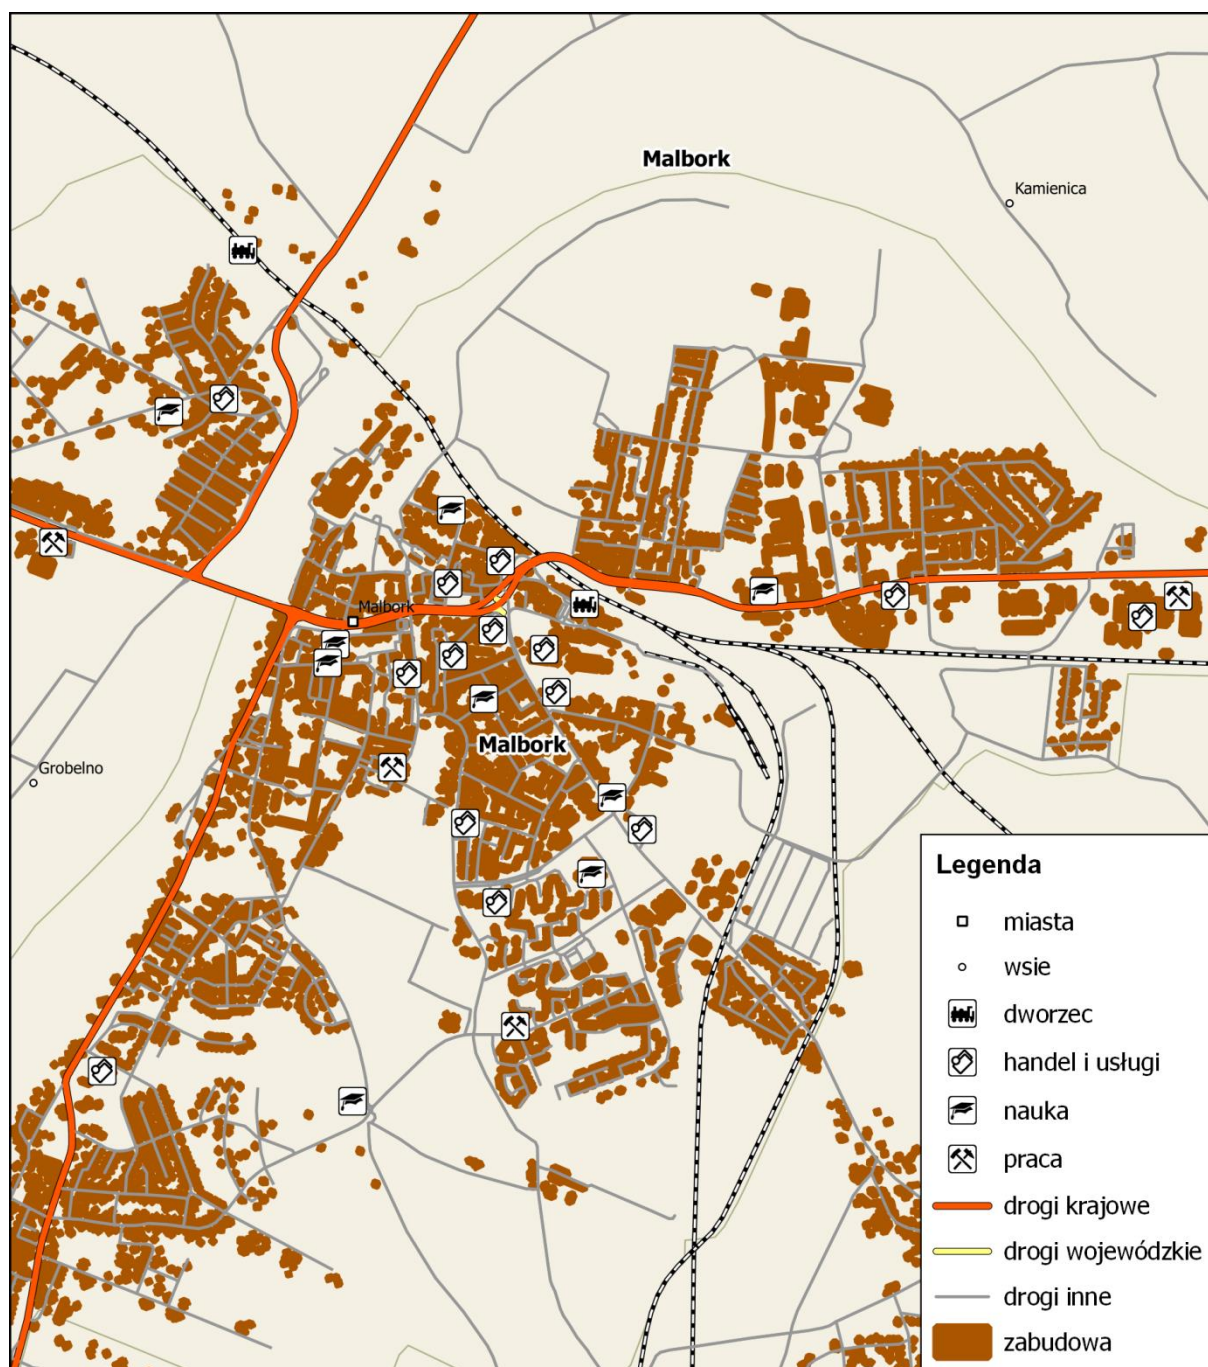 Malbork
Kamienica
Malbork
Malbork
Grobelno
Legenda
miasta
wsie
dworzec
handel i usługi
nauka
praca
drogi krajowe
drogi wojewódzkie
drogi inne
zabudowa